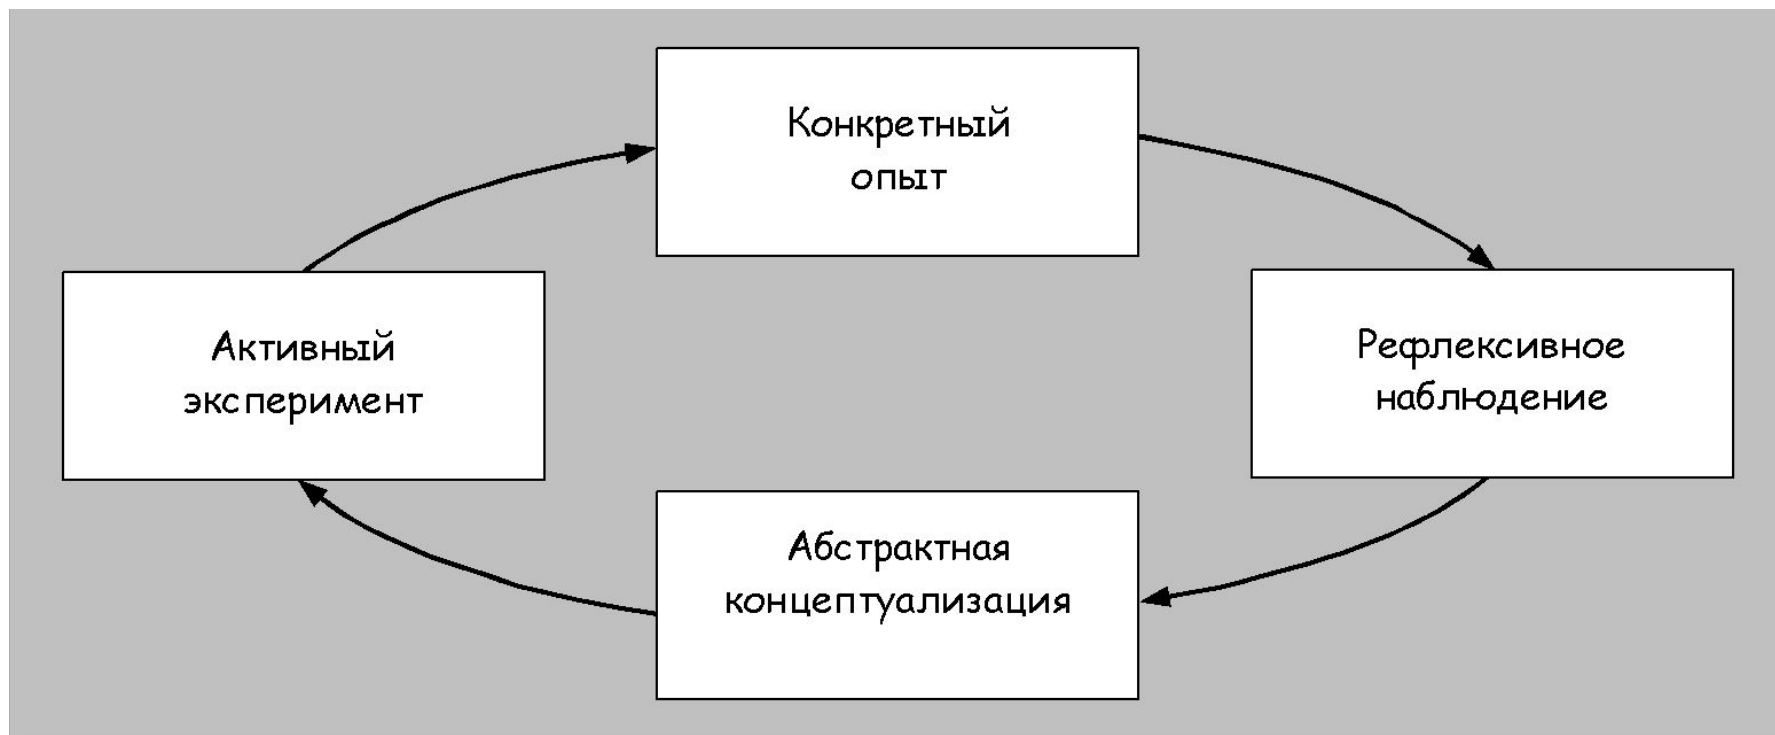 Конкретный
опыт
Рефлексивное
наблюдение
Абстрактная
концептуализация
Активный
эксперимент